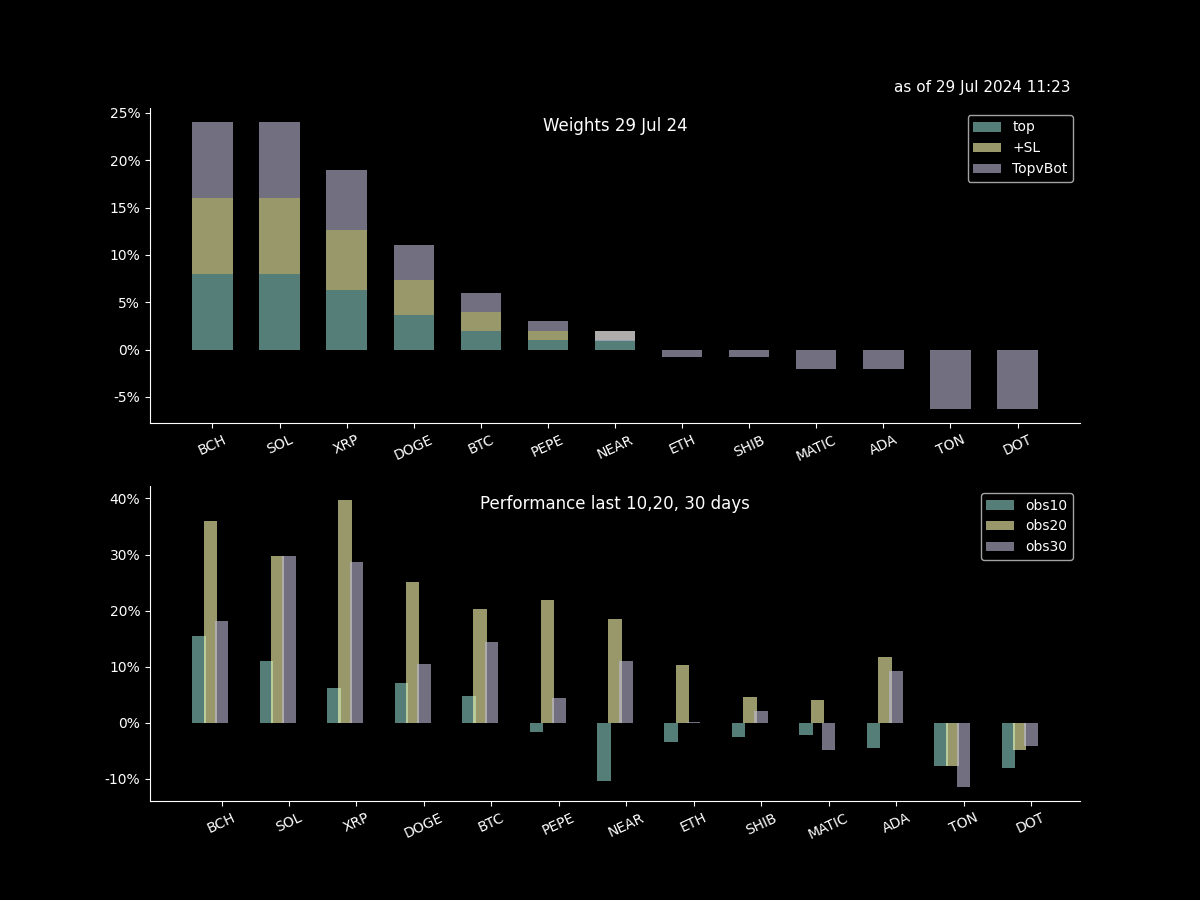 as of 29 Jul 2024 11:23
Weights 29 Jul 24
top
+SL
TopvBot
25%
20%
15%
10%
5%
0%
-5%
BCH SOL XRP DOGE BTC PEPE NEAR ETH SHIB MATIC ADA TON DOT
Performance last 10,20, 30 days
obs10
obs20
obs30
40%
30%
20%
10%
0%
-10%
BCH SOL XRP DOGE BTC PEPE NEAR ETH SHIB MATIC ADA TON DOT